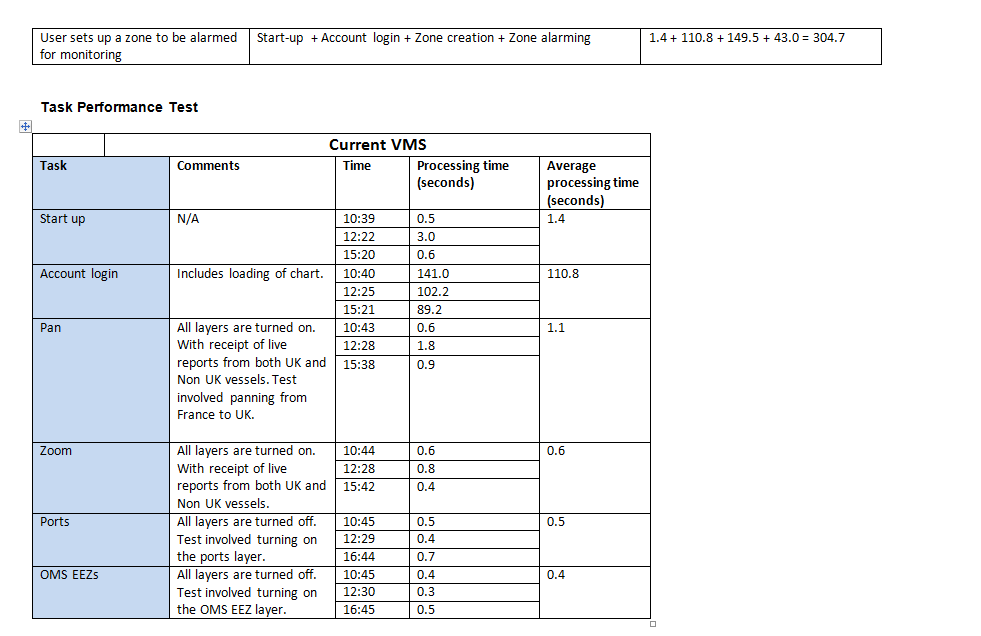 User sets up a zone to be alarmed Start-up + Account login + Zone creation + Zone alarming 1.4 + 110.8 + 149.5 + 43.0 = 304.7
for monitoring
Task Performance Test
Current VMS
Task Comments Time Processing time Average
(seconds) processing time
(seconds)
Start up N/A 10:39 0.5 1.4
12:22 3.0
15:20 0.6
Account login Includes loading of chart. 10:40 141.0 110.8
12:25 102.2
15:21 89.2
Pan All layers are turned on. 10:43 0.6 1.1
With receipt of live 12:28 1.8
reports from both UK and 15:38 0.9
Non UK vessels. Test
involved panning from
France to UK.
Zoom All layers are turned on. 10:44 0.6 0.6
With receipt of live 12:28 0.8
reports from both UK and 15:42 0.4
Non UK vessels.
Ports All layers are turned off. 10:45 0.5 0.5
Test involved turning on 12:29 0.4
the ports layer. 16:44 0.7
OMS EEZs All layers are turned off. 10:45 0.4 0.4
Test involved turning on 12:30 0.3
the OMS EEZ layer. 16:45 0.5